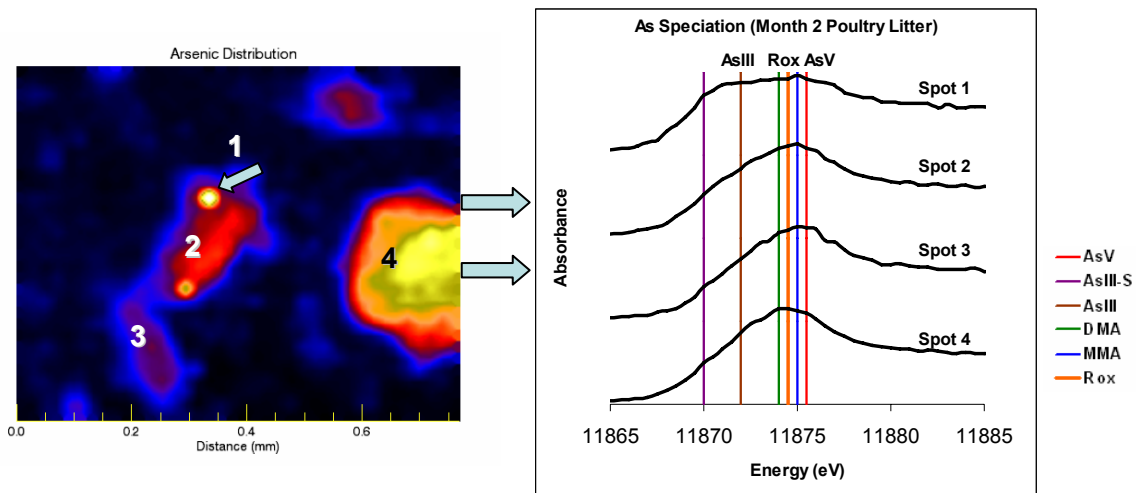 Arsenic Distribution
1
2
3
4
0.0 0.2 0.4 0.6
Distance (mm)
As Speciation (Month 2 Poultry Litter)
AsIII Rox AsV
Spot 1
Spot 2
Spot 3
Spot 4
Absorbance
11865 11870 11875 11880 11885
Energy (eV)
AsV
AsIII-S
AsIII
DMA
MMA
Rox